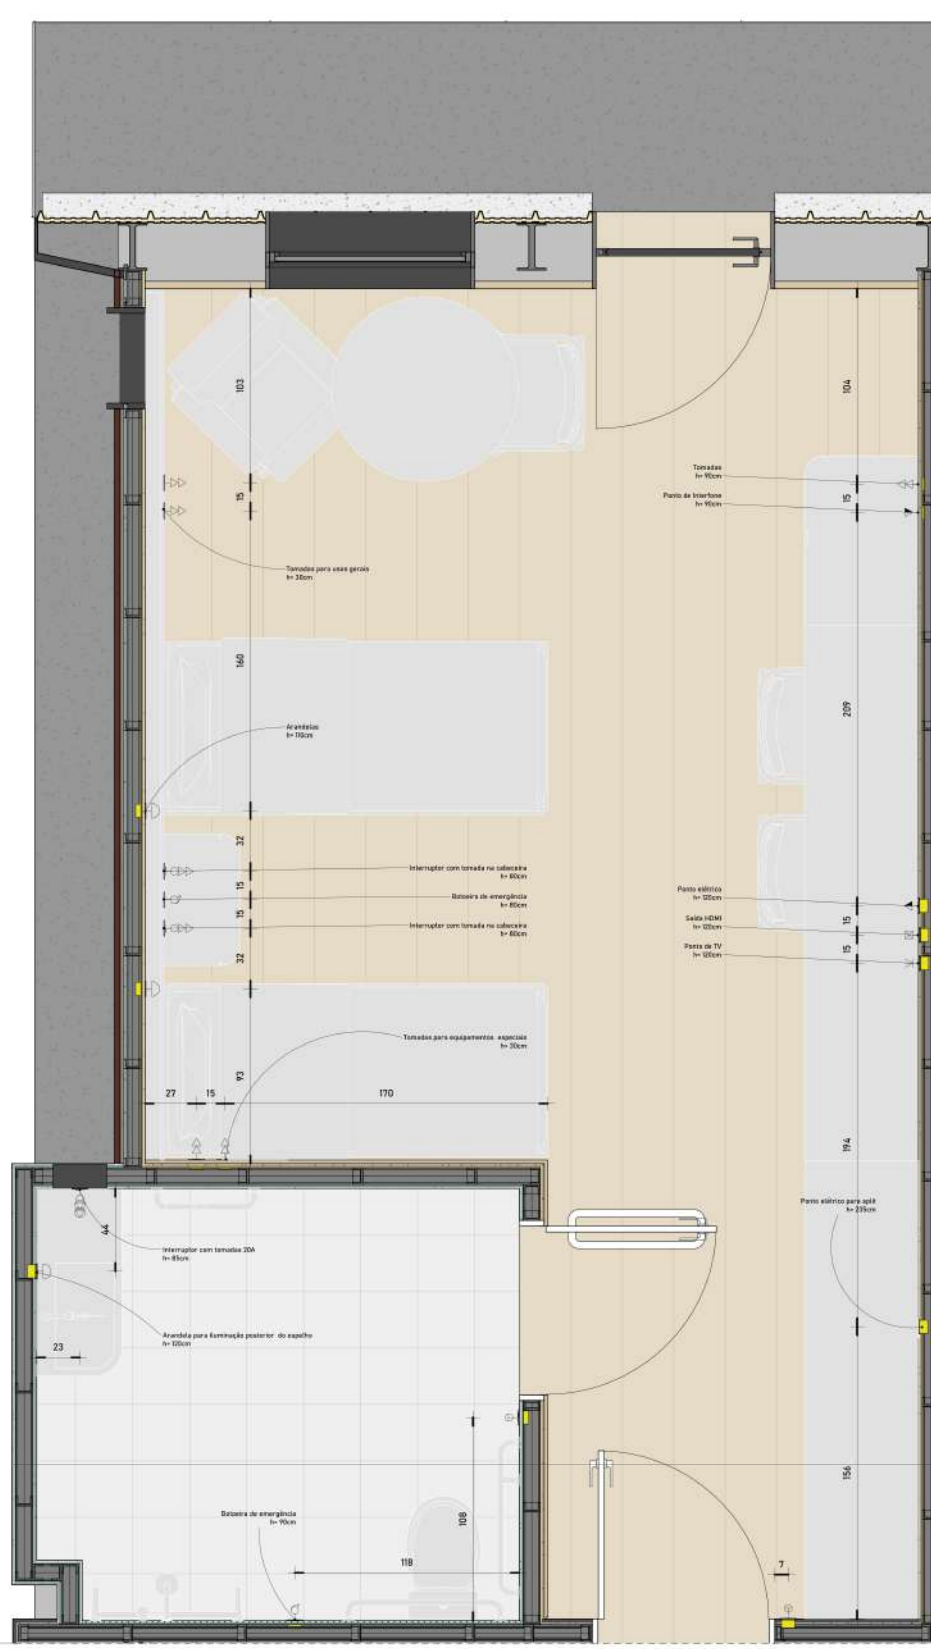 103
104
Tomadas
h= 90cm
15
15
Ponto de Interfone
h= 90cm
Tomadas para usos gerais
h= 30cm
160
209
Arandelas
h= 110cm
32
Interruptor com tomada na cabeceira
h= 80cm
15
Botoeira de emergência
h= 80cm
15
Interruptor com tomada na cabeceira
h= 80cm
32
Ponto elétrico
h= 120cm
15
Saída HDMI
h= 120cm
15
Ponto de TV
h= 120cm
Tomadas para equipamentos especiais
h= 30cm
93
27
15
170
194
Ponto elétrico para split
h= 235cm
44
Interruptor com tomadas 20A
h= 85cm
Arandela para iluminação posterior do espelho
h= 120cm
23
156
Botoeira de emergência
h= 90cm
108
118
7